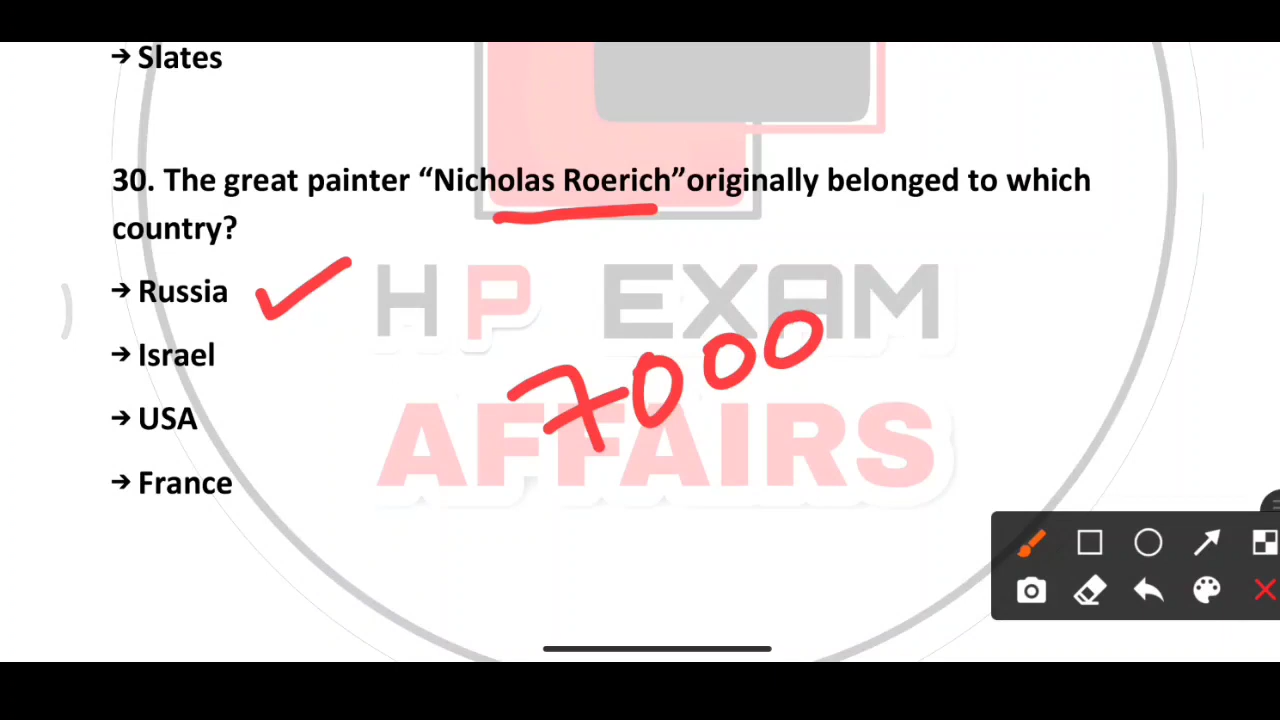 → Slates
30. The great painter “Nicholas Roerich”originally belonged to which
country?
→ Russia
HP EXAM
7000
→ Israel
AFFAIRS
→ USA
→ France